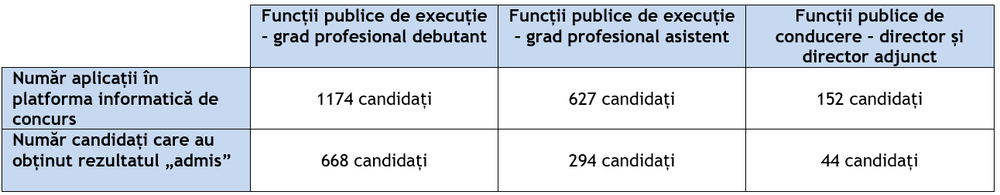 Funcții publice de execuție
– grad profesional debutant
Funcții publice de execuție
– grad profesional asistent
Funcții publice de
conducere – director și
director adjunct
Număr aplicații în
platforma informatică de
concurs
1174 candidați
627 candidați
152 candidați
Număr candidați care au
obținut rezultatul „admis”
668 candidați
294 candidați
44 candidați